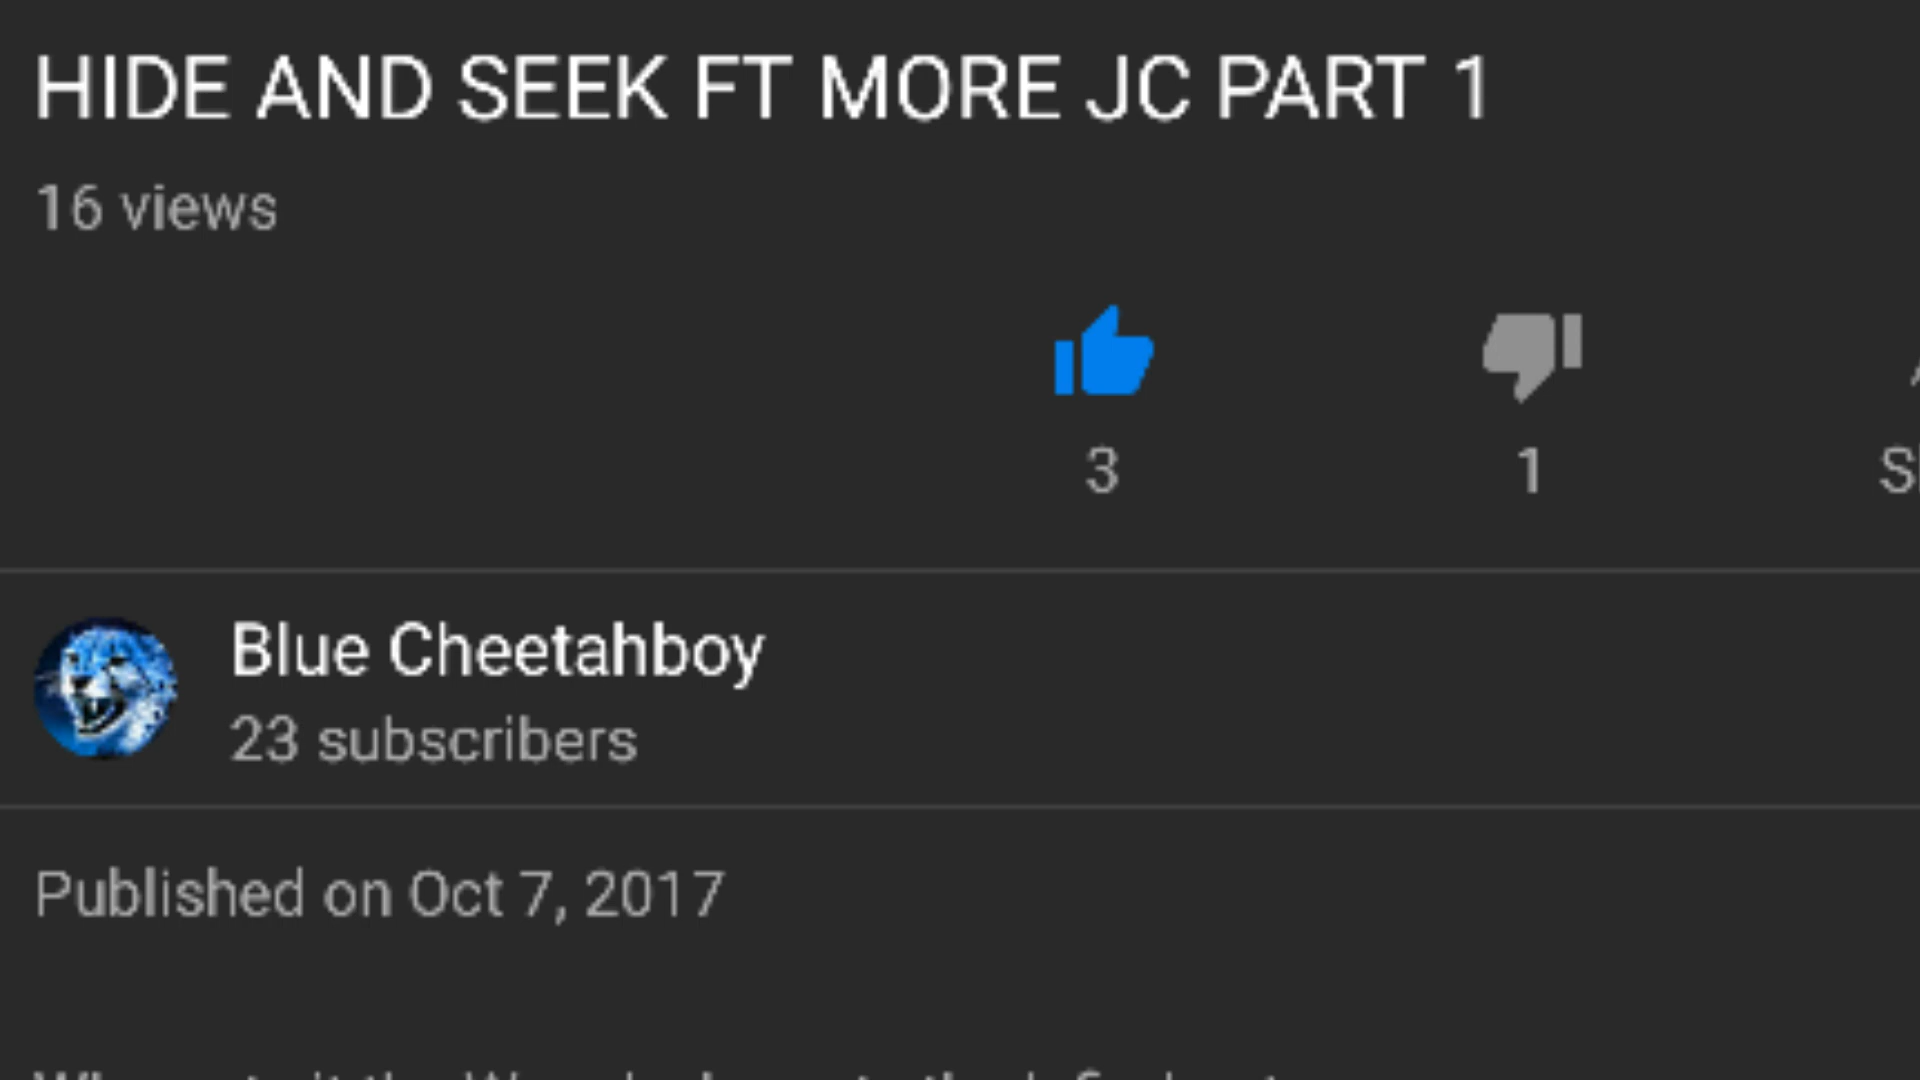 HIDE AND SEEK FT MORE JC PART 1
16 views
3
1
Blue Cheetahboy
23 subscribers
Published on Oct 7, 2017